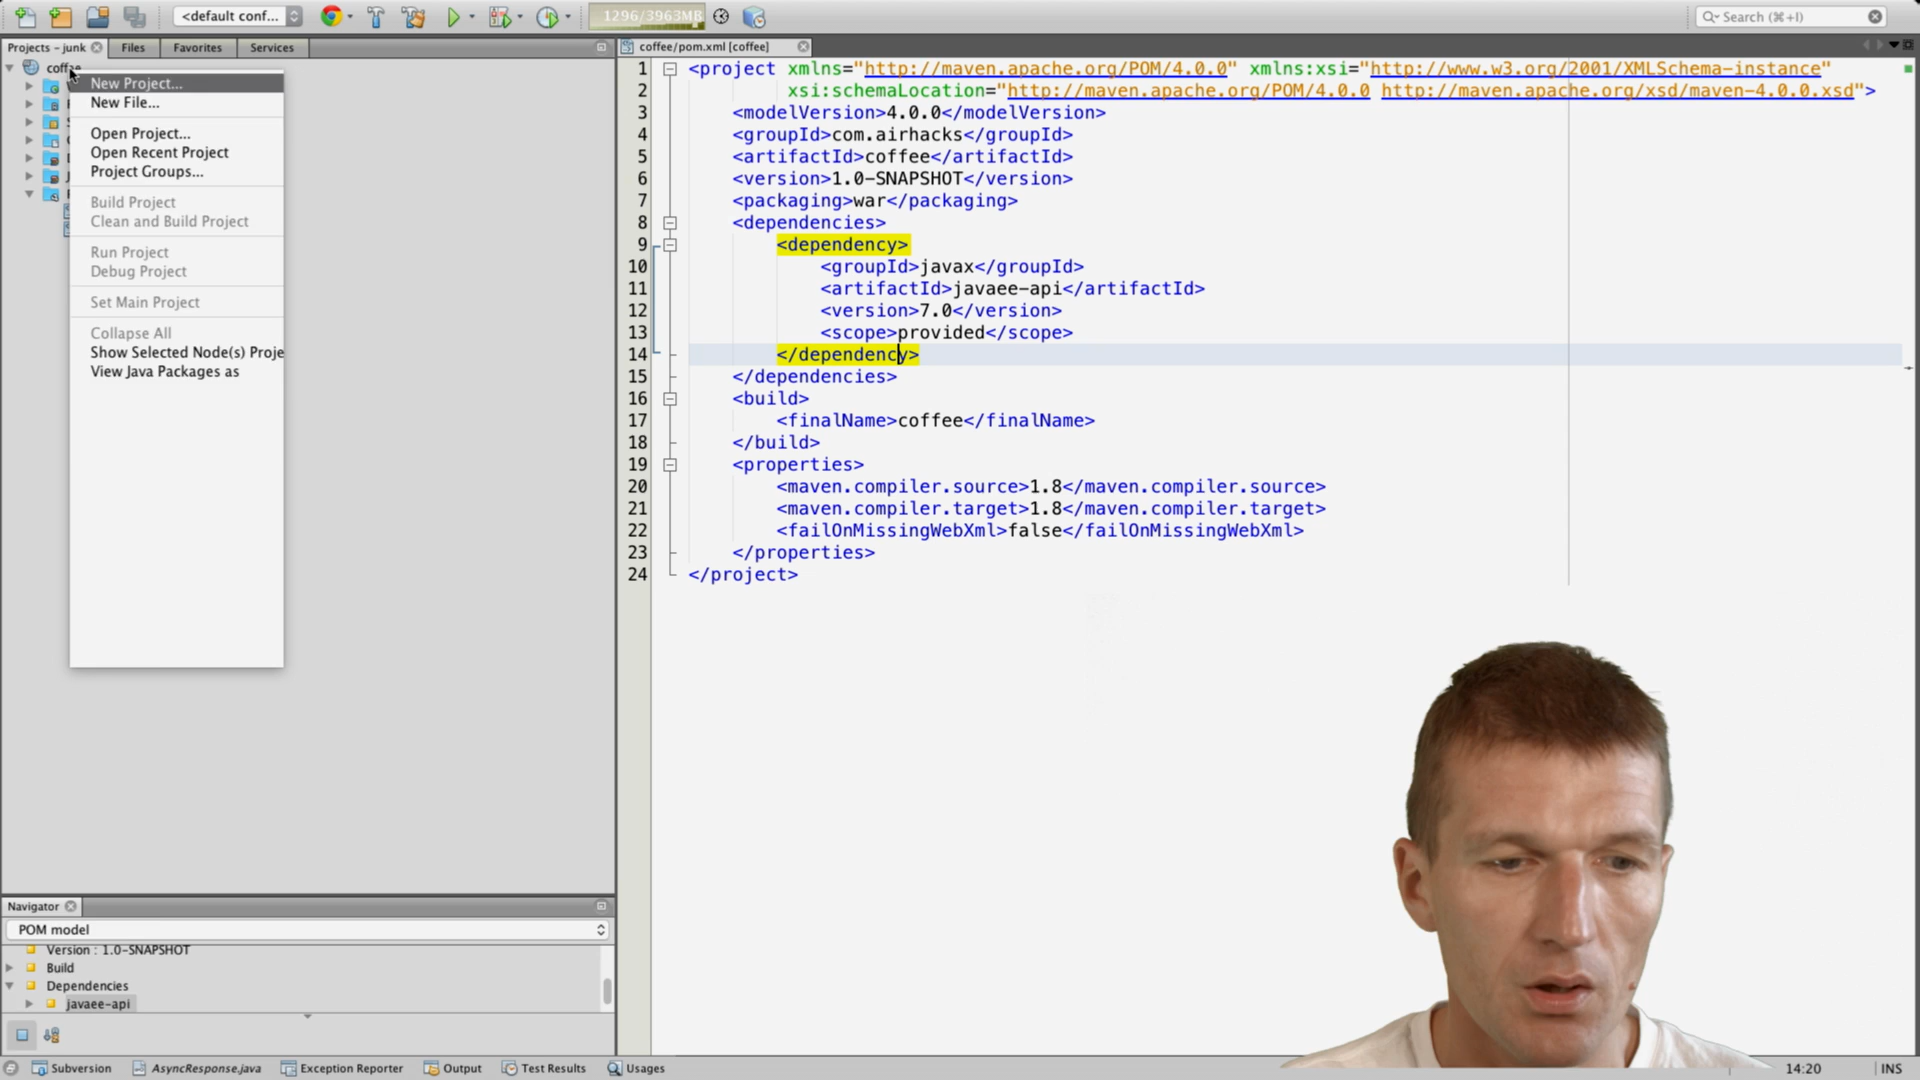 <default conf...
1296/3963MB
Search (⌘+I)
Projects – junk
Files
Favorites
Services
coffee/pom.xml [coffee]
New Project...
New File...
Open Project...
Open Recent Project
Project Groups...
Build Project
Clean and Build Project
Run Project
Debug Project
Set Main Project
Collapse All
Show Selected Node(s) Proje
View Java Packages as
1 <project xmlns="http://maven.apache.org/POM/4.0.0" xmlns:xsi="http://www.w3.org/2001/XMLSchema-instance"
2 xsi:schemaLocation="http://maven.apache.org/POM/4.0.0 http://maven.apache.org/xsd/maven-4.0.0.xsd">
3 <modelVersion>4.0.0</modelVersion>
4 <groupId>com.airhacks</groupId>
5 <artifactId>coffee</artifactId>
6 <version>1.0-SNAPSHOT</version>
7 <packaging>war</packaging>
8 <dependencies>
9 <dependency>
10 <groupId>javax</groupId>
11 <artifactId>javaee-api</artifactId>
12 <version>7.0</version>
13 <scope>provided</scope>
14 </dependency>
15 </dependencies>
16 <build>
17 <finalName>coffee</finalName>
18 </build>
19 <properties>
20 <maven.compiler.source>1.8</maven.compiler.source>
21 <maven.compiler.target>1.8</maven.compiler.target>
22 <failOnMissingWebXml>false</failOnMissingWebXml>
23 </properties>
24 </project>
Navigator
POM model
Version : 1.0-SNAPSHOT
Build
Dependencies
javaee-api
Subversion
AsyncResponse.java
Exception Reporter
Output
Test Results
Usages
14:20
INS